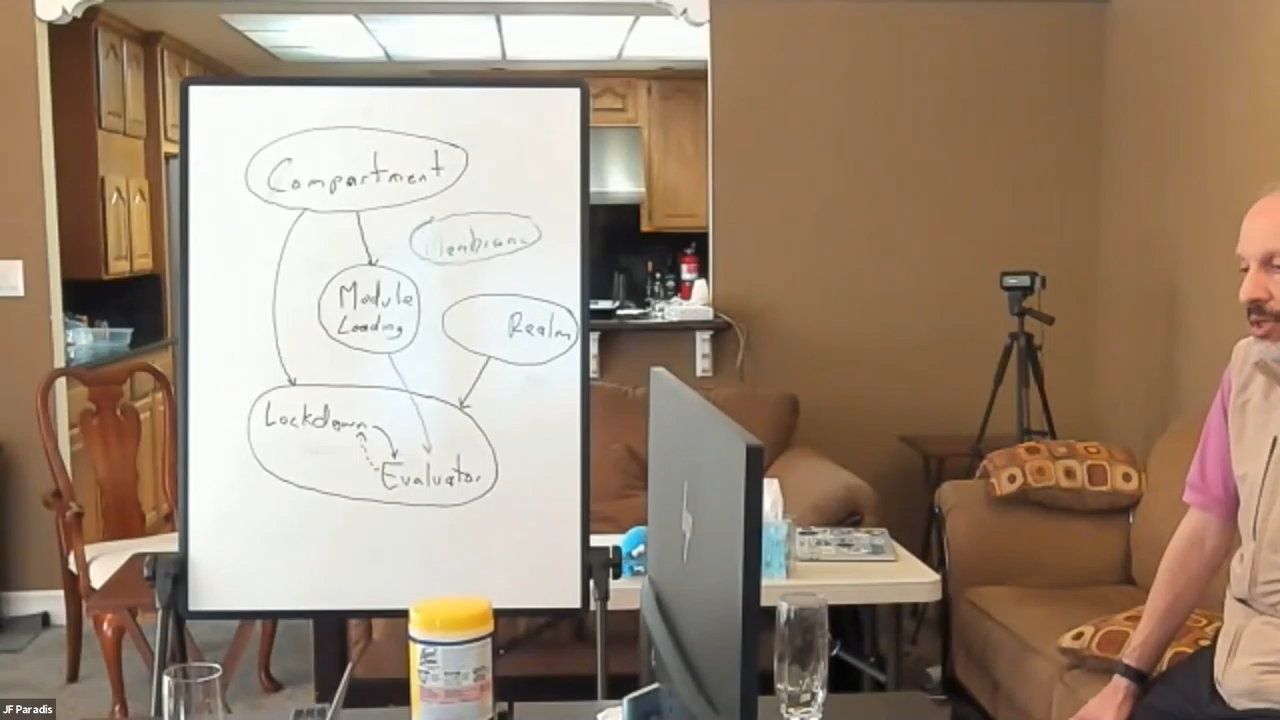 Compartment
Membrane
Module
Loading
Realm
Lockdown
Evaluator
JF Paradis